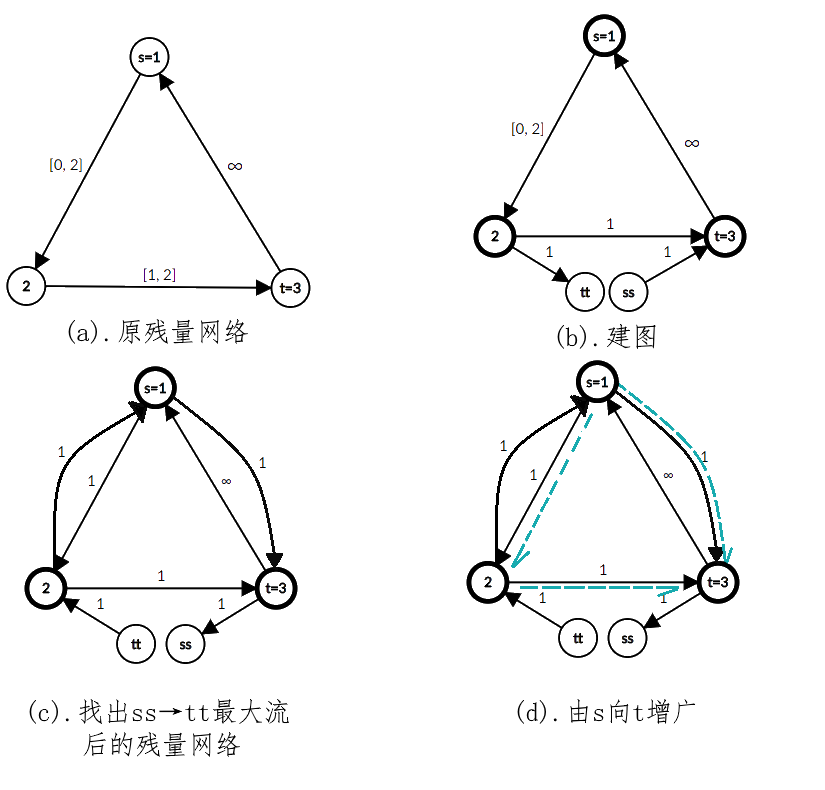 s=1
[0, 2]
∞
2
[1, 2]
t=3
(a).原残量网络
s=1
[0, 2]
∞
2
1
t=3
1
1
tt
ss
(b).建图
s=1
1
1
1
∞
2
1
t=3
1
1
tt
ss
(c).找出ss→tt最大流
后的残量网络
s=1
1
1
1
∞
2
1
t=3
1
1
tt
ss
(d).由s向t增广